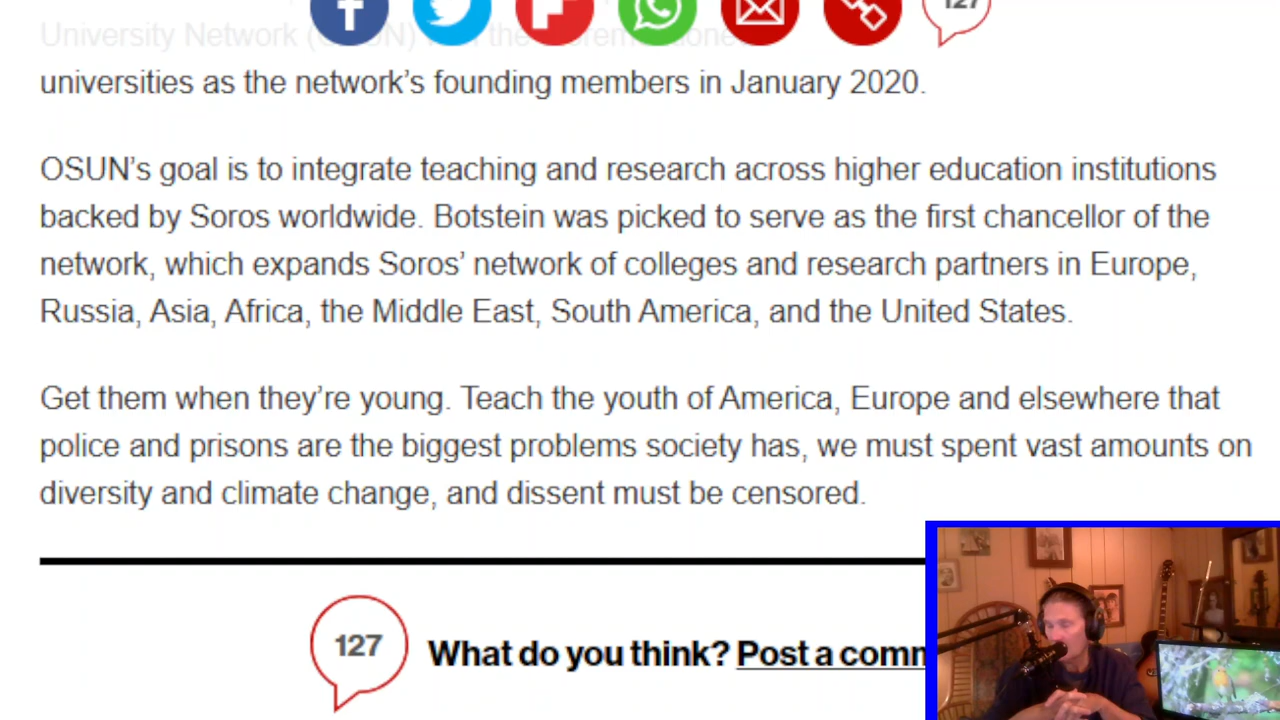 127
University Network (
universities as the network’s founding members in January 2020.
OSUN’s goal is to integrate teaching and research across higher education institutions
backed by Soros worldwide. Botstein was picked to serve as the first chancellor of the
network, which expands Soros’ network of colleges and research partners in Europe,
Russia, Asia, Africa, the Middle East, South America, and the United States.
Get them when they’re young. Teach the youth of America, Europe and elsewhere that
police and prisons are the biggest problems society has, we must spent vast amounts on
diversity and climate change, and dissent must be censored.
127
What do you think? Post a comm